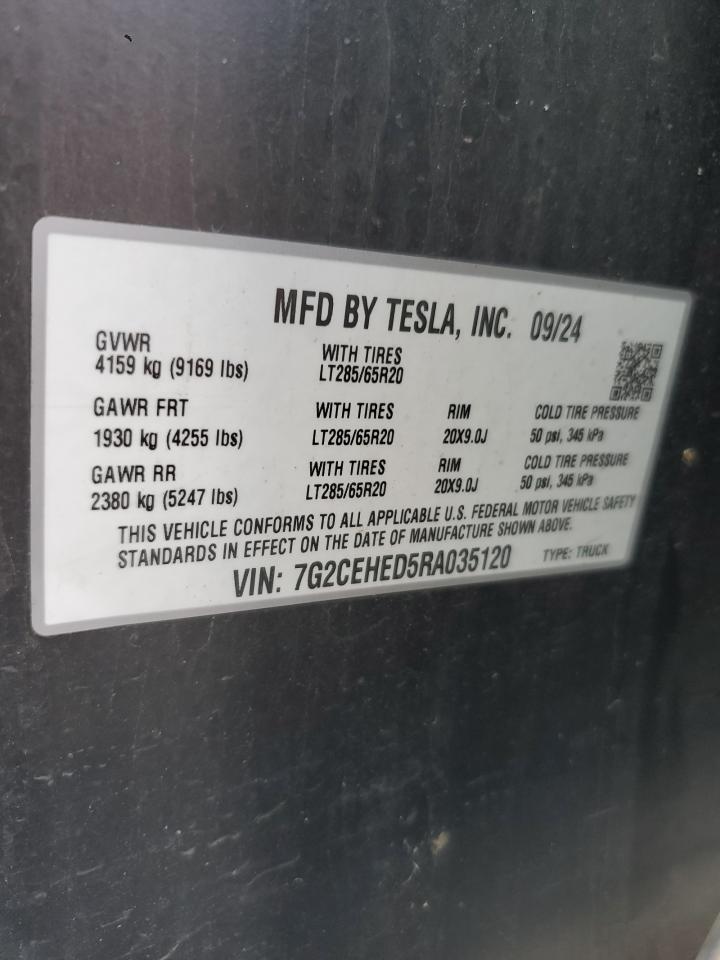 MFD BY TESLA, INC. 09/24
GVWR
4159 kg (9169 lbs)
WITH TIRES
LT285/65R20
GAWR FRT
1930 kg (4255 lbs)
WITH TIRES
LT285/65R20
RIM
20X9.0J
COLD TIRE PRESSURE
50 psi, 345 kPa
GAWR RR
2380 kg (5247 lbs)
WITH TIRES
LT285/65R20
RIM
20X9.0J
COLD TIRE PRESSURE
50 psi, 345 kPa
THIS VEHICLE CONFORMS TO ALL APPLICABLE U.S. FEDERAL MOTOR VEHICLE SAFETY
STANDARDS IN EFFECT ON THE DATE OF MANUFACTURE SHOWN ABOVE.
VIN: 7G2CEHED5RA035120
TYPE: TRUCK